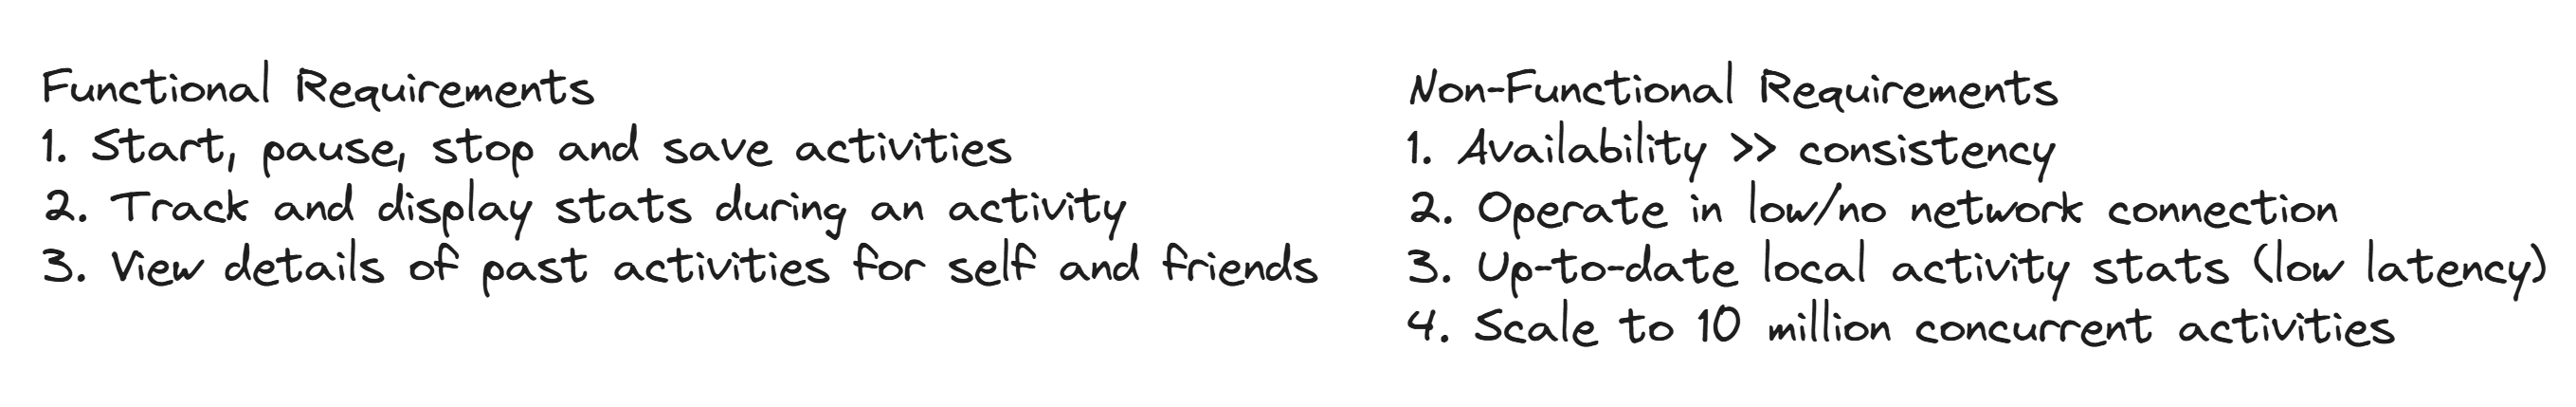 Functional Requirements
1. Start, pause, stop and save activities
2. Track and display stats during an activity
3. View details of past activities for self and friends
Non-Functional Requirements
1. Availability >> consistency
2. Operate in low/no network connection
3. Up-to-date local activity stats (low latency)
4. Scale to 10 million concurrent activities